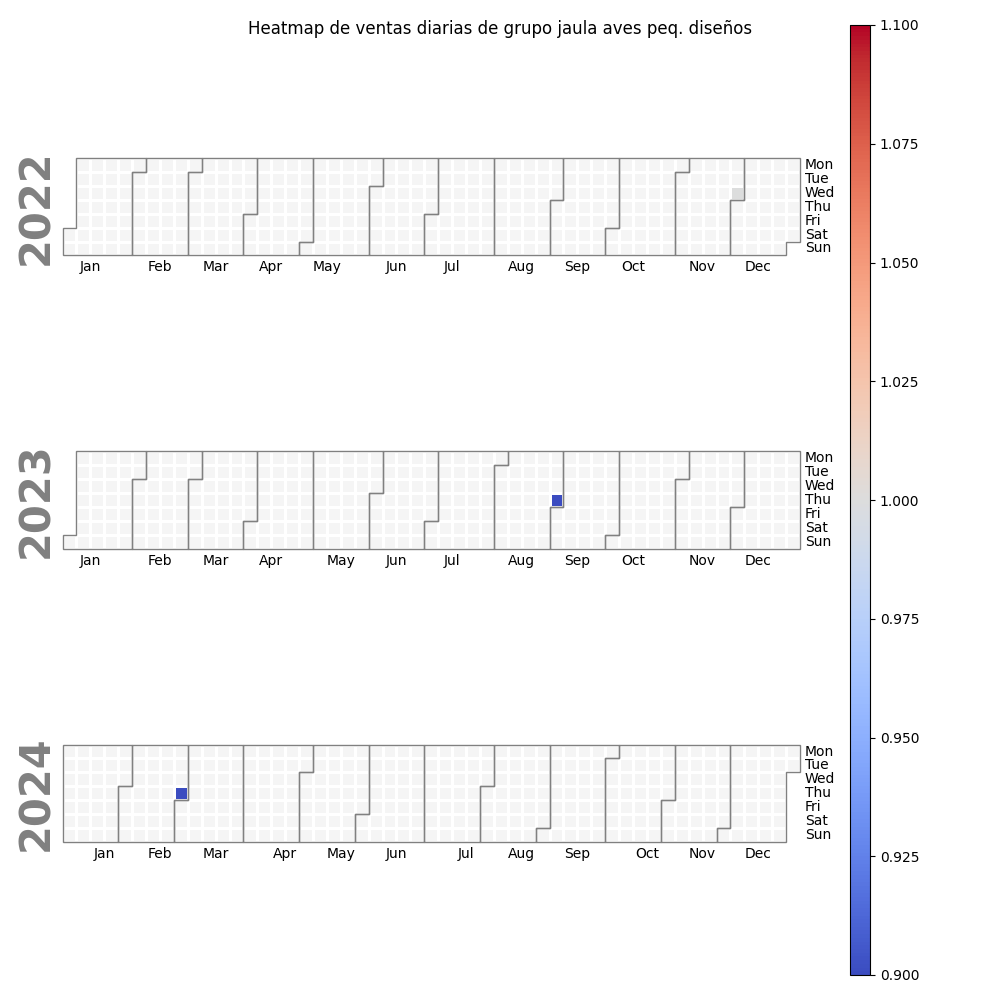 Heatmap de ventas diarias de grupo jaula aves peq. diseños
2022
Mon
Tue
Wed
Thu
Fri
Sat
Sun
Jan Feb Mar Apr May Jun Jul Aug Sep Oct Nov Dec
2023
Mon
Tue
Wed
Thu
Fri
Sat
Sun
Jan Feb Mar Apr May Jun Jul Aug Sep Oct Nov Dec
2024
Mon
Tue
Wed
Thu
Fri
Sat
Sun
Jan Feb Mar Apr May Jun Jul Aug Sep Oct Nov Dec
1.100
1.075
1.050
1.025
1.000
0.975
0.950
0.925
0.900